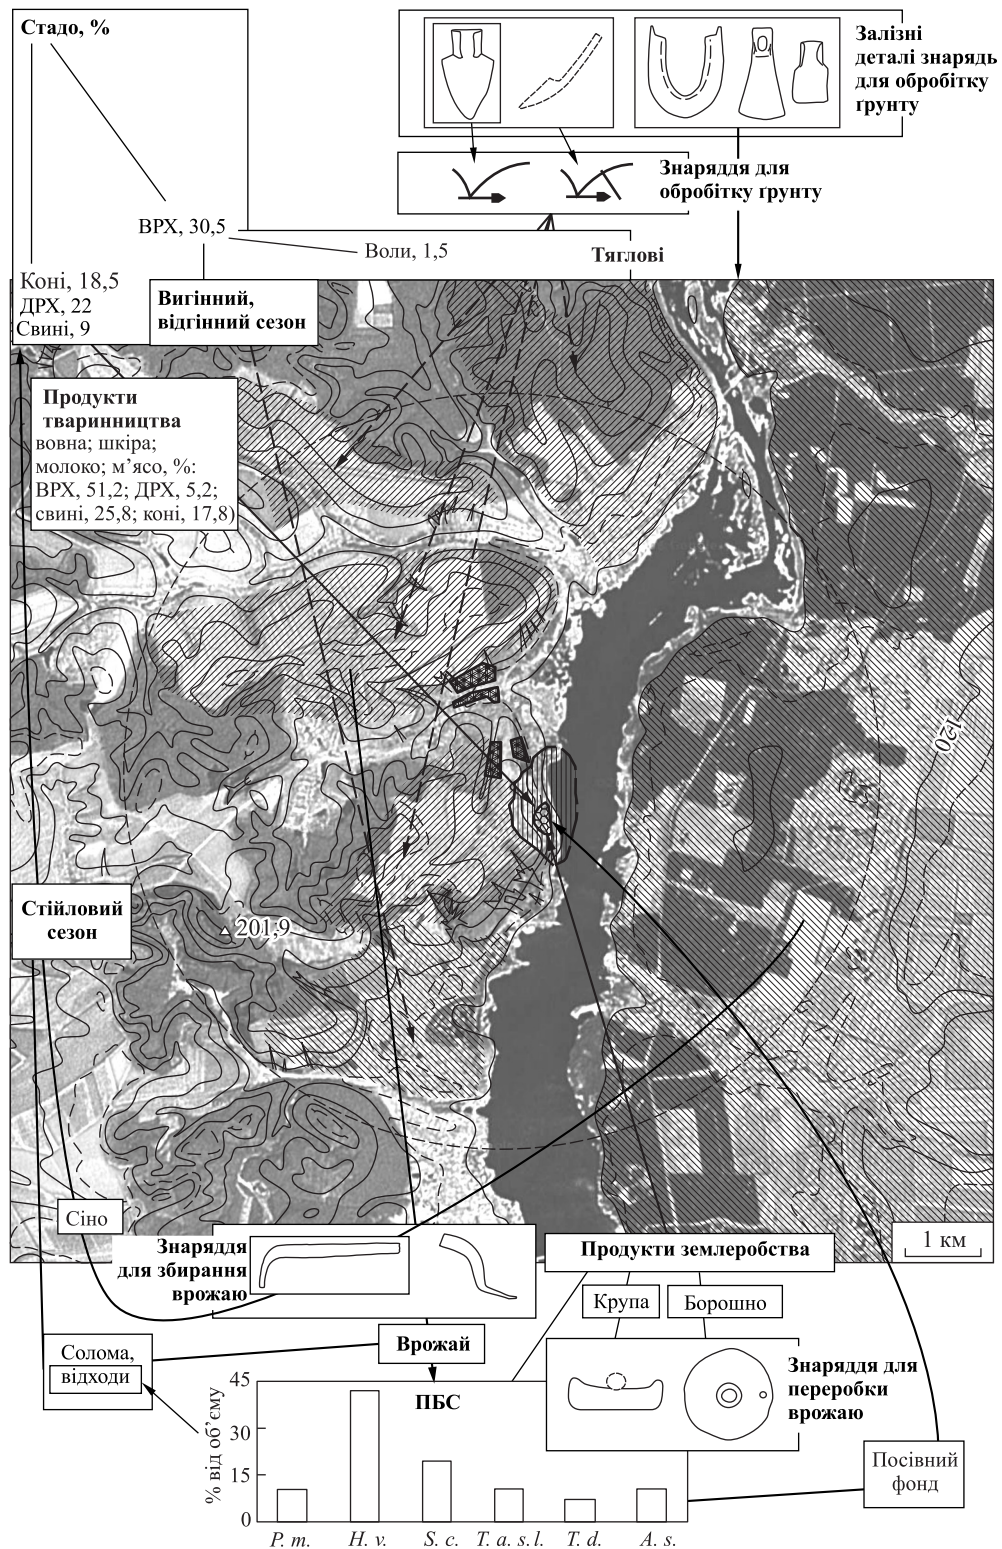 Стадо, %
Залізні
деталі знарядь
для обробітку
ґрунту
Знаряддя для
обробітку ґрунту
ВРХ, 30,5
Воли, 1,5
Тяглові
Коні, 18,5
ДРХ, 22
Свині, 9
Вигінний,
відгінний сезон
Продукти
тваринництва
вовна; шкіра;
молоко; м’ясо, %:
ВРХ, 51,2; ДРХ, 5,2;
свині, 25,8; коні, 17,8)
120
Стійловий
сезон
201,9
Сіно
1 км
Знаряддя
для збирання
врожаю
Продукти землеробства
Крупа
Борошно
Врожай
Солома,
відходи
Знаряддя для
переробки
врожаю
ПБС
% від об’єму
45
30
15
0
P. m.
H. v.
S. c.
T. a. s. l.
T. d.
A. s.
Посівний
фонд